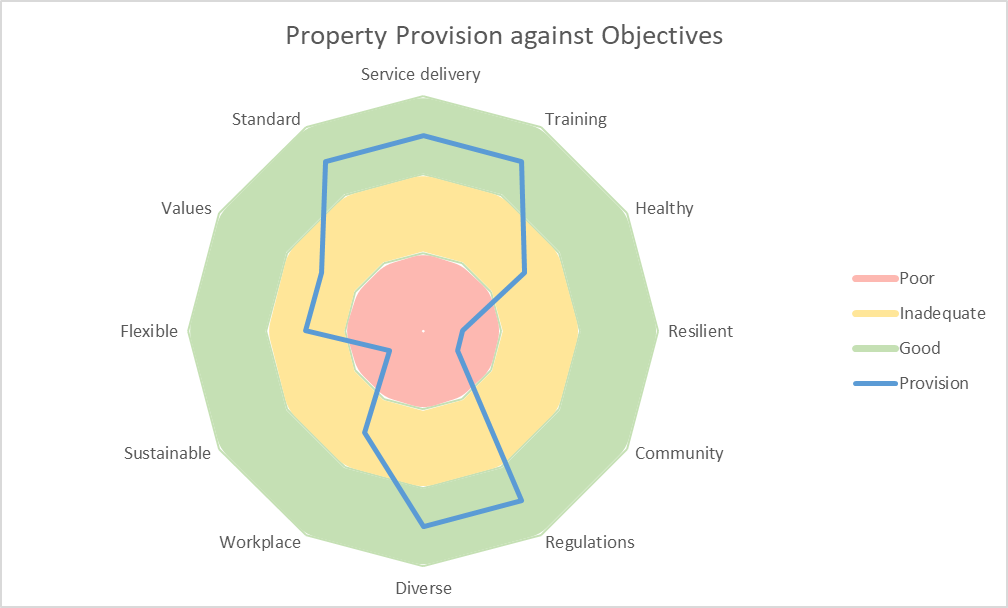 Property Provision against Objectives
Service delivery
Training
Healthy
Resilient
Community
Regulations
Diverse
Workplace
Sustainable
Flexible
Values
Standard
Poor
Inadequate
Good
Provision